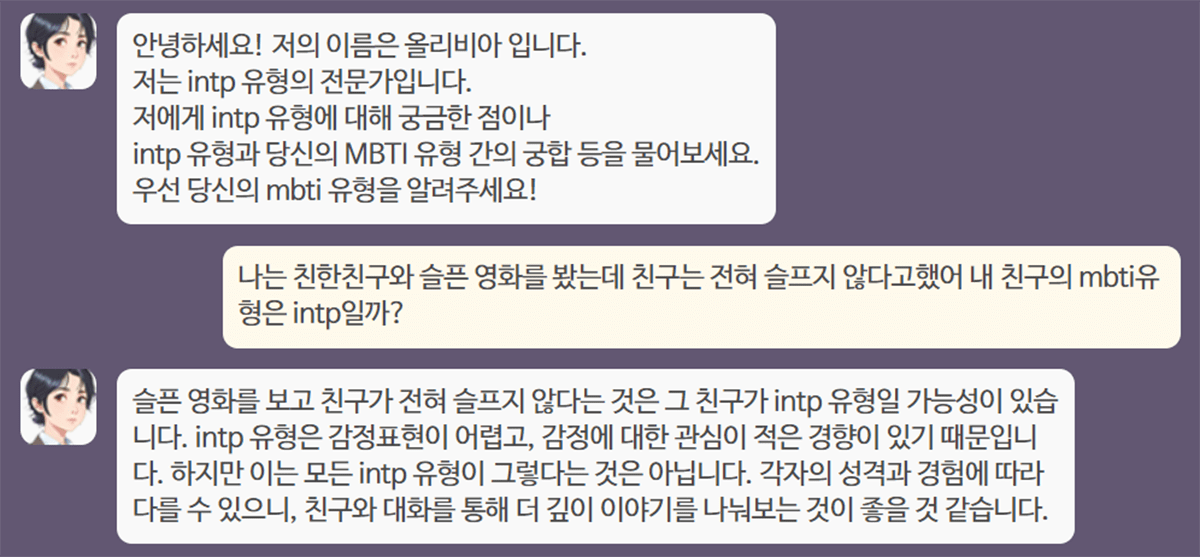 안녕하세요! 저의 이름은 올리비아 입니다.
저는 intp 유형의 전문가입니다.
저에게 intp 유형에 대해 궁금한 점이나
intp 유형과 당신의 MBTI 유형 간의 궁합 등을 물어보세요.
우선 당신의 mbti 유형을 알려주세요!
나는 친한친구와 슬픈 영화를 봤는데 친구는 전혀 슬프지 않다고했어 내 친구의 mbti유
형은 intp일까?
슬픈 영화를 보고 친구가 전혀 슬프지 않다는 것은 그 친구가 intp 유형일 가능성이 있습
니다. intp 유형은 감정표현이 어렵고, 감정에 대한 관심이 적은 경향이 있기 때문입니
다. 하지만 이는 모든 intp 유형이 그렇다는 것은 아닙니다. 각자의 성격과 경험에 따라
다를 수 있으니, 친구와 대화를 통해 더 깊이 이야기를 나눠보는 것이 좋을 것 같습니다.